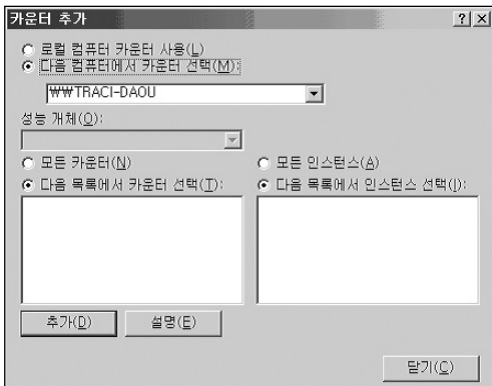 카운터 추가
로컬 컴퓨터 카운터 사용(L)
다음 컴퓨터에서 카운터 선택(M):
₩₩TRACI-DAOU
성능 개체(O):
모든 카운터(N)
모든 인스턴스(A)
다음 목록에서 카운터 선택(T):
다음 목록에서 인스턴스 선택(I):
추가(D)
설명(E)
닫기(C)